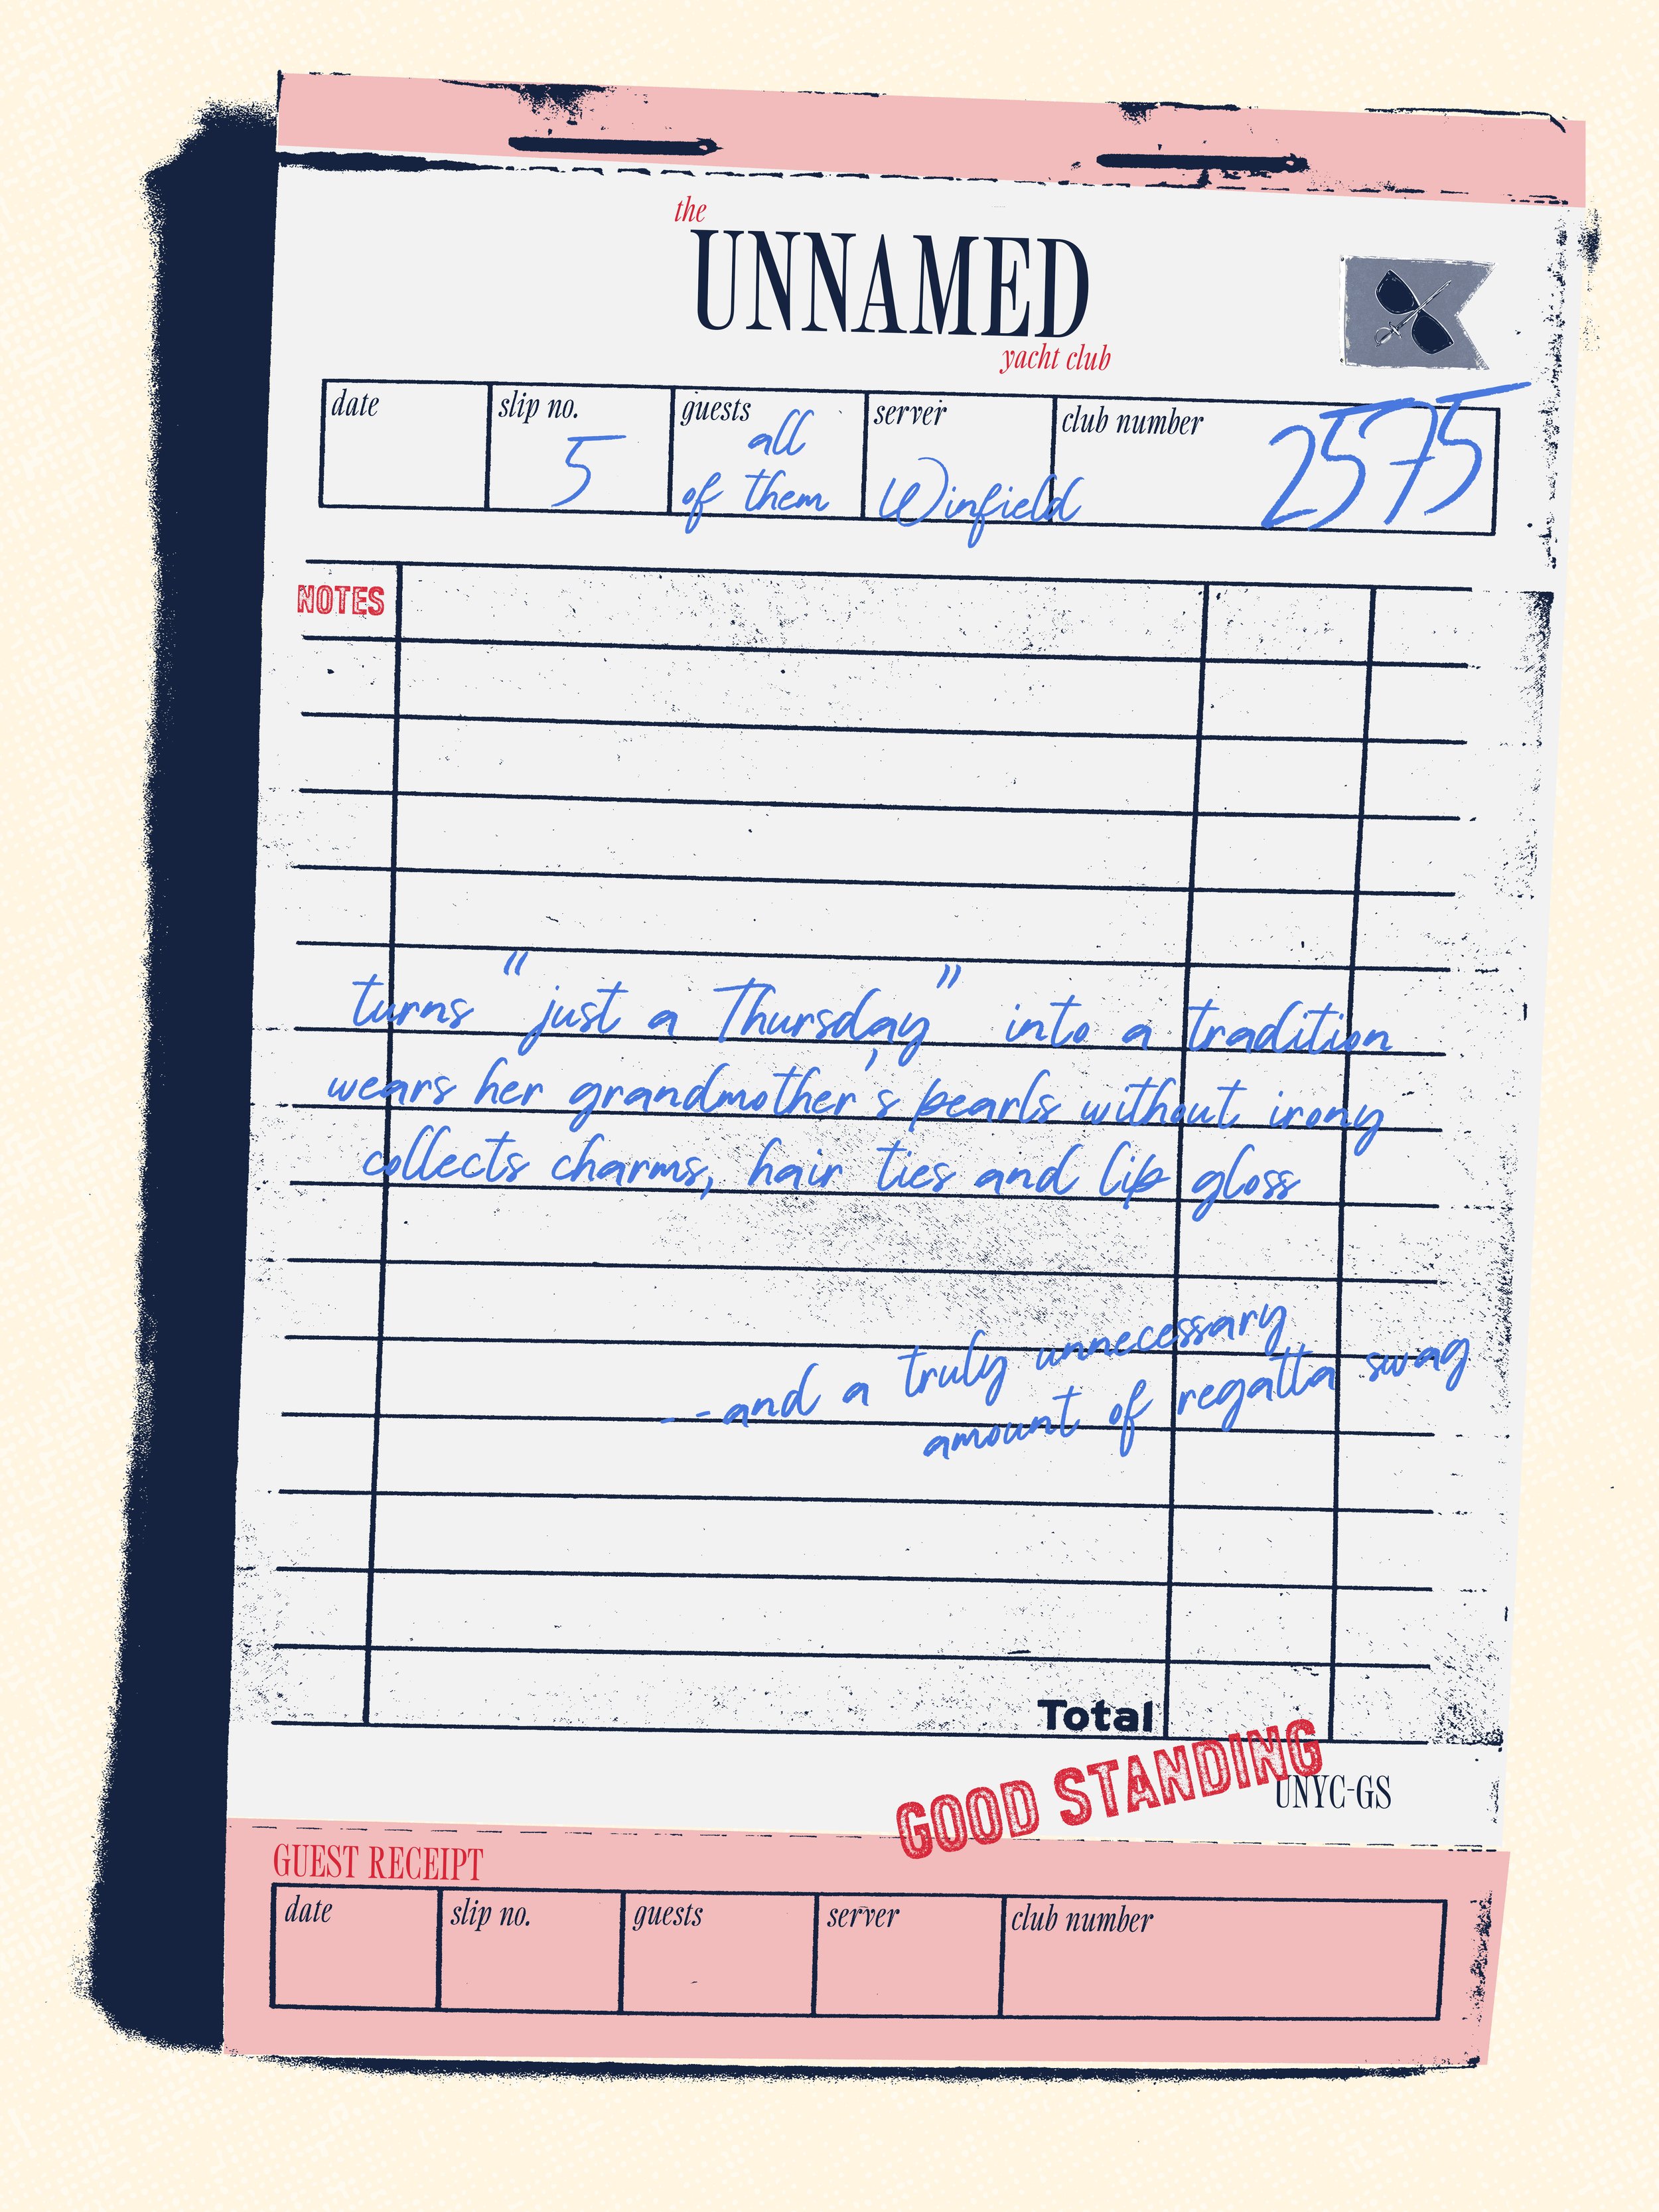 the
UNNAMED
yacht club
date slip no. guests server club number
5 all of them Winfield 2575
NOTES
turns "just a Thursday" into a tradition
wears her grandmother's pearls without irony
collects charms, hair ties and lip gloss
--and a truly unnecessary
amount of regatta swag
Total
GOOD STANDING
UNYC-GS
GUEST RECEIPT
date slip no. guests server club number